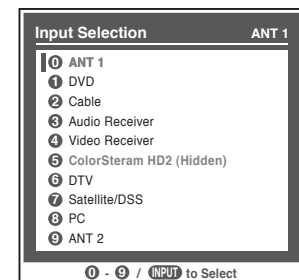 Input Selection ANT 1
0 ANT 1
1 DVD
2 Cable
3 Audio Receiver
4 Video Receiver
5 ColorSteram HD2 (Hidden)
6 DTV
7 Satellite/DSS
8 PC
9 ANT 2
0 - 9 / INPUT to Select